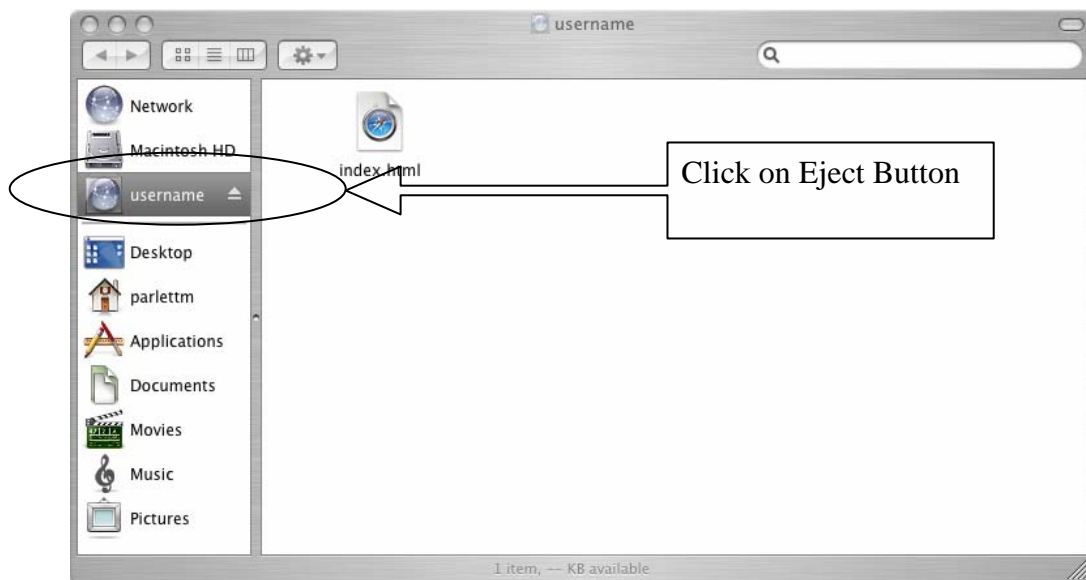 username
Network
Macintosh HD
username
Desktop
parlettm
Applications
Documents
Movies
Music
Pictures
index.html
Click on Eject Button
1 item, -- KB available